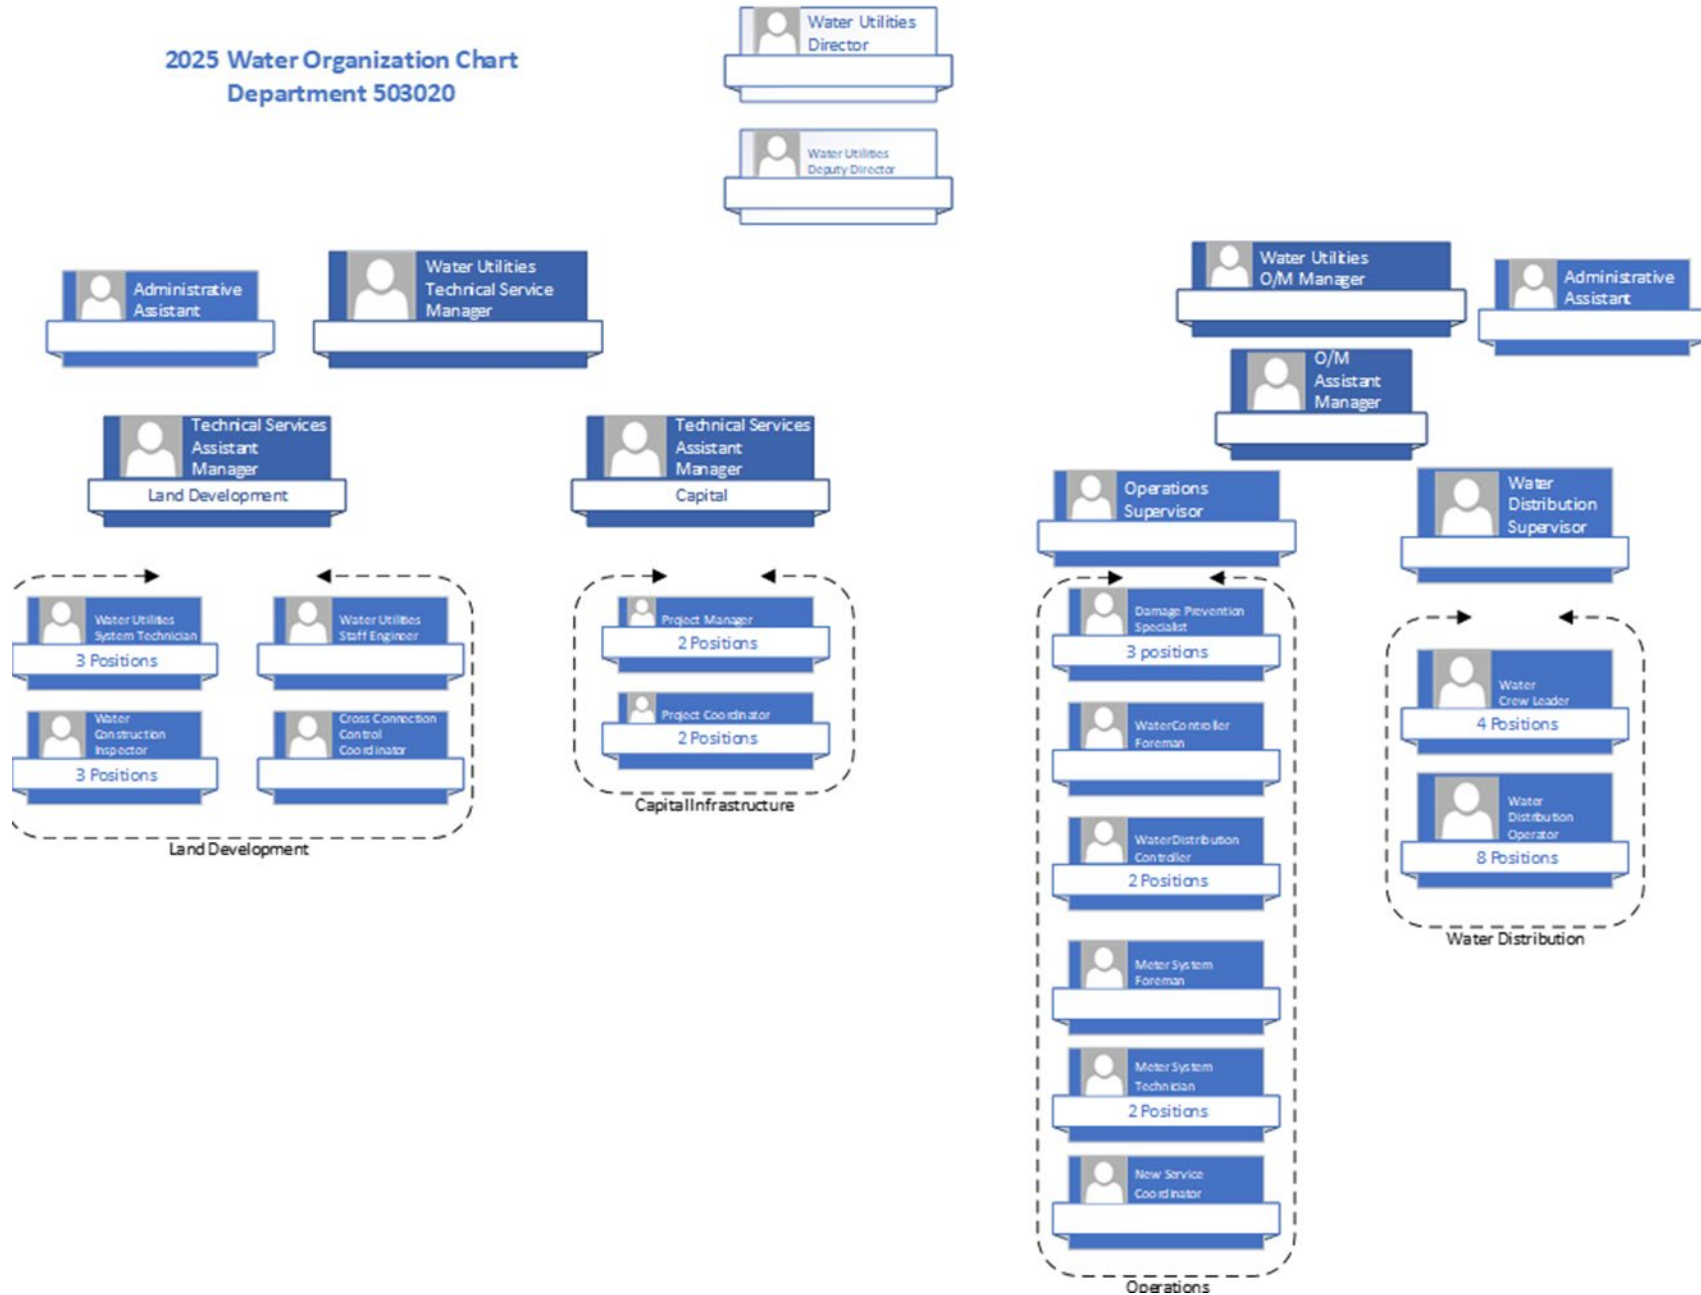 2025 Water Organization Chart
Department 503020
Water Utilities
Director
Water Utilities
Deputy Director
Administrative
Assistant
Water Utilities
Technical Service
Manager
Water Utilities
O/M Manager
Administrative
Assistant
O/M
Assistant
Manager
Technical Services
Assistant
Manager
Land Development
Technical Services
Assistant
Manager
Capital
Operations
Supervisor
Water
Distribution
Supervisor
Water Utilities
System Technician
3 Positions
Water Utilities
Staff Engineer
Water
Construction
Inspector
3 Positions
Cross Connection
Control
Coordinator
Land Development
Project Manager
2 Positions
Project Coordinator
2 Positions
Capital Infrastructure
Damage Prevention
Specialist
3 positions
Water Controller
Foreman
Water Distribution
Controller
2 Positions
Meter System
Foreman
Meter System
Technician
2 Positions
New Service
Coordinator
Operations
Water
Crew Leader
4 Positions
Water
Distribution
Operator
8 Positions
Water Distribution